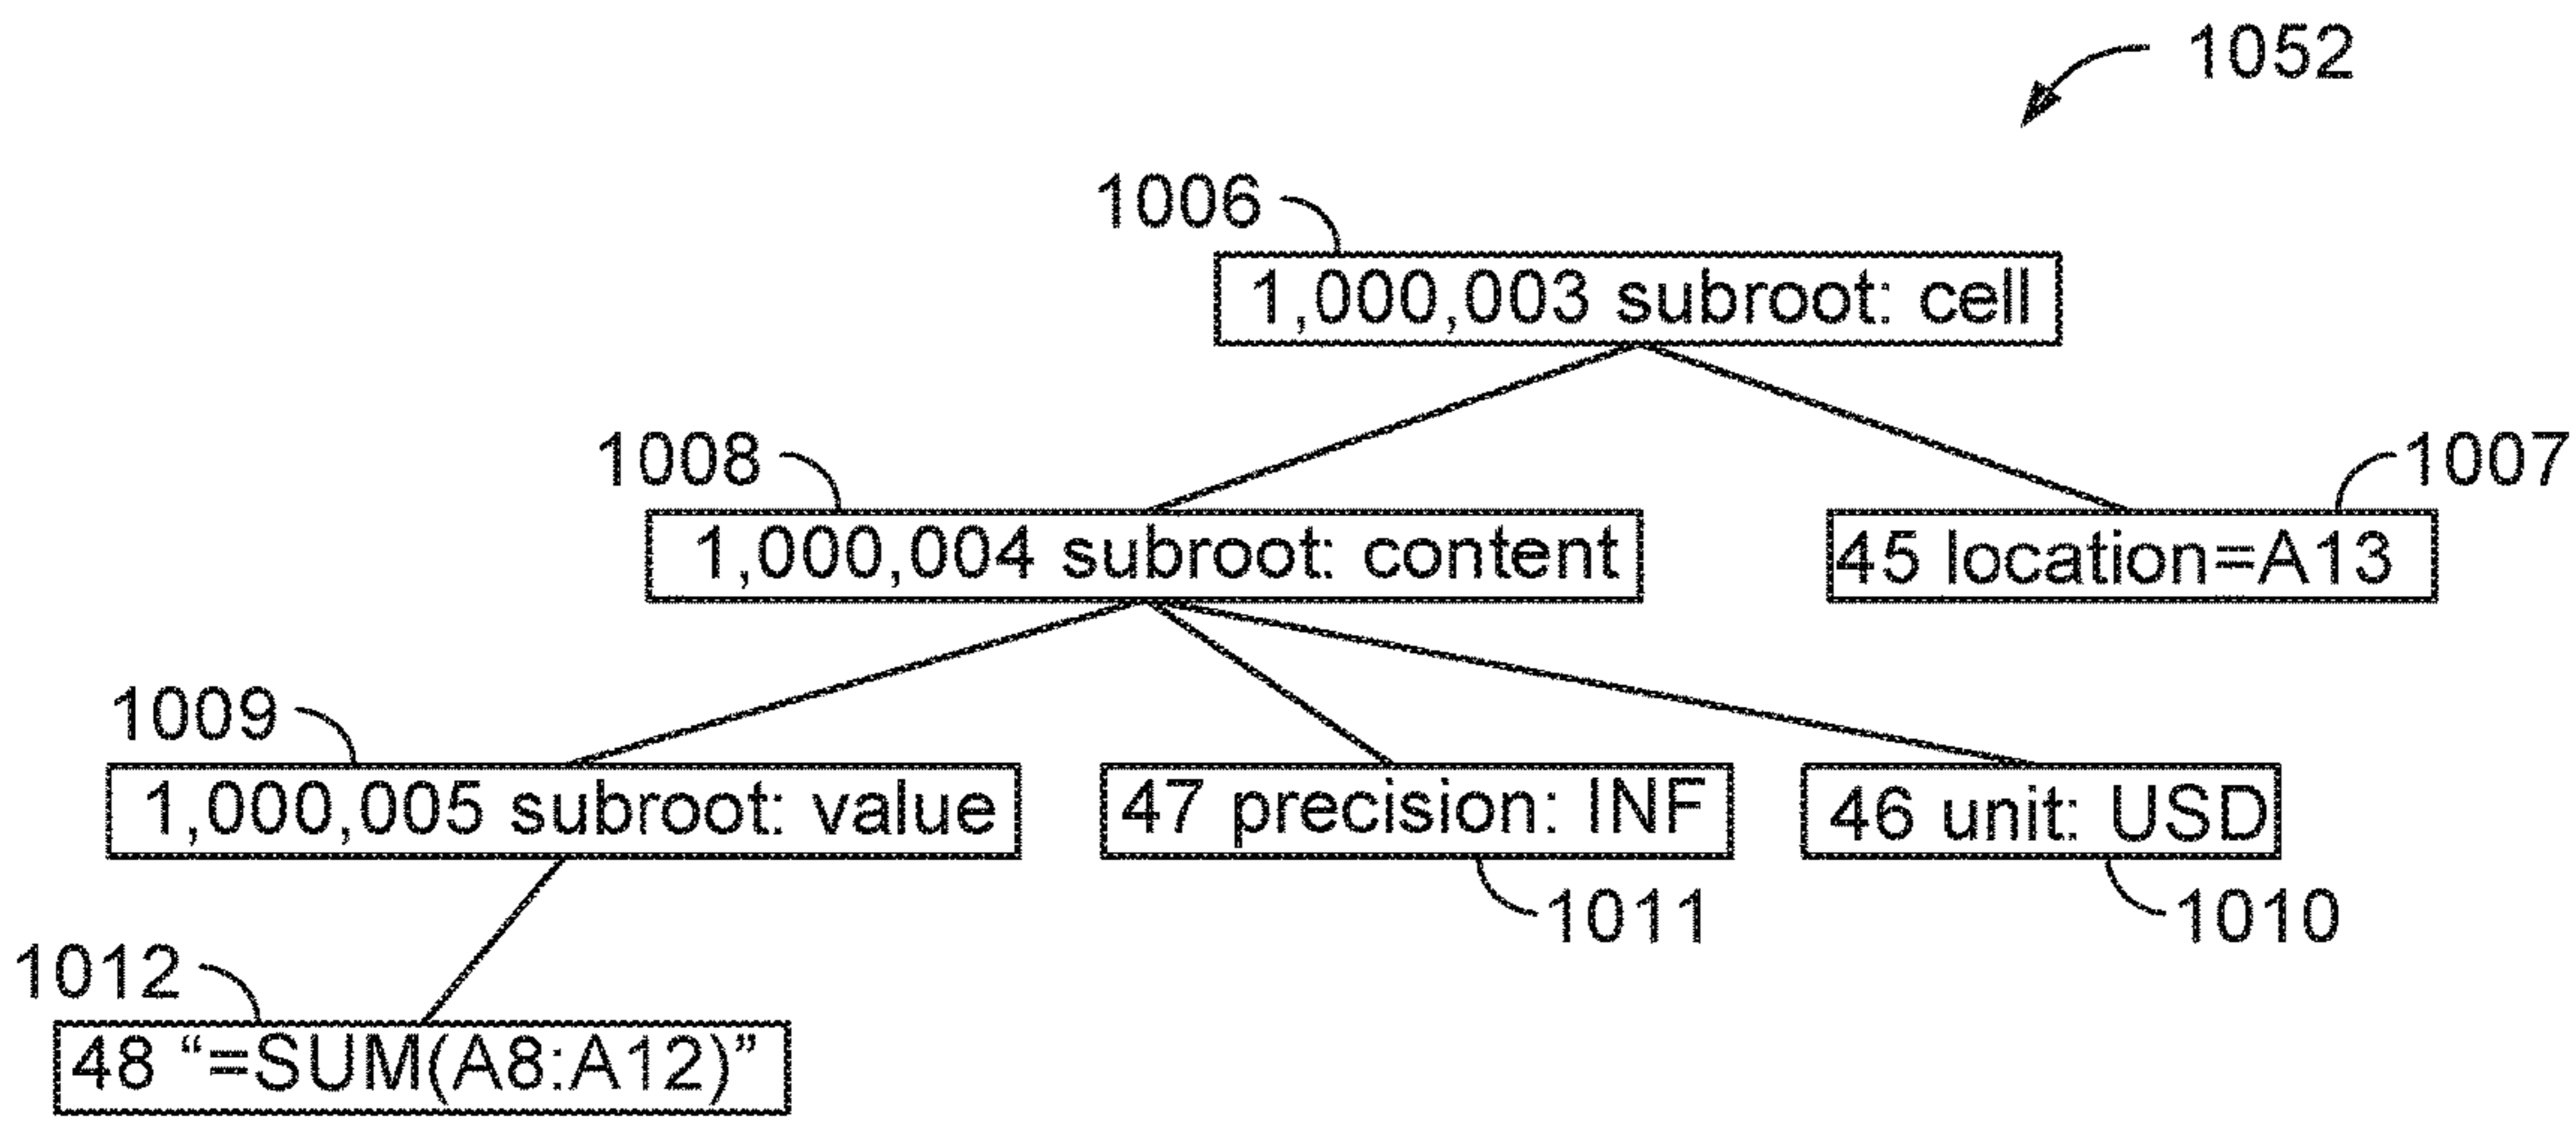 1052
1006
1,000,003 subroot: cell
1008
1007
1,000,004 subroot: content
45 location=A13
1009
1,000,005 subroot: value
47 precision: INF
46 unit: USD
1011
1010
1012
48 “=SUM(A8:A12)”